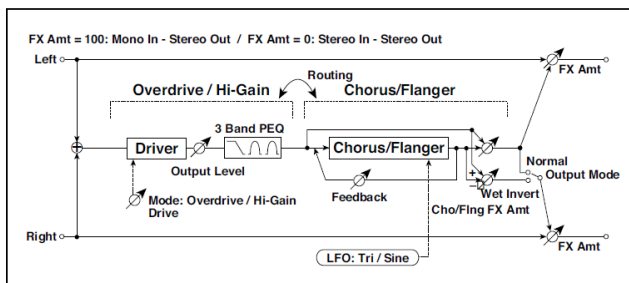 FX Amt = 100: Mono In - Stereo Out / FX Amt = 0: Stereo In - Stereo Out
Left
FX Amt
Routing
Overdrive / Hi-Gain
Chorus/Flanger
3 Band PEQ
Driver
Chorus/Flanger
Normal
Output Mode
Output Level
+
-
Wet Invert
Feedback
Mode: Overdrive / Hi-Gain
Drive
Cho/Flng FX Amt
Right
FX Amt
LFO: Tri / Sine